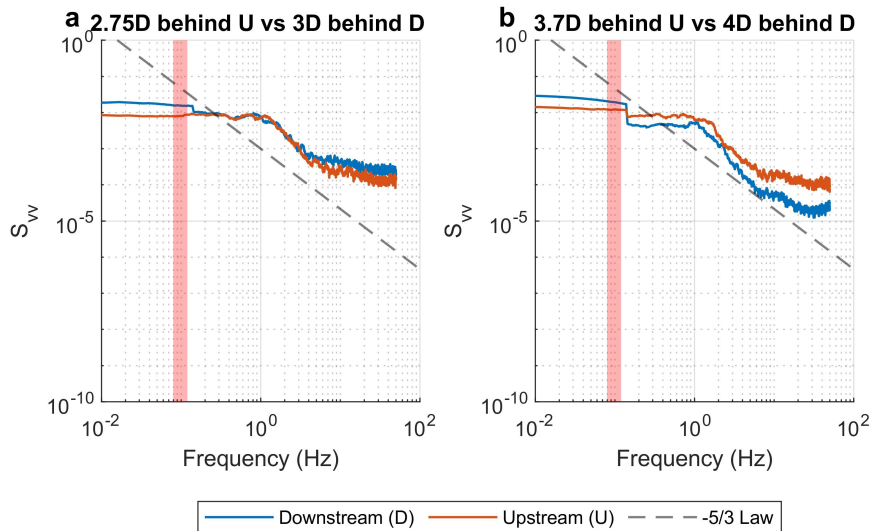 a 2.75D behind U vs 3D behind D
10^0
10^-5
10^-10
S_vv
10^-2 10^0 10^2
Frequency (Hz)
b 3.7D behind U vs 4D behind D
10^0
10^-5
10^-10
S_vv
10^-2 10^0 10^2
Frequency (Hz)
Downstream (D) Upstream (U) -5/3 Law